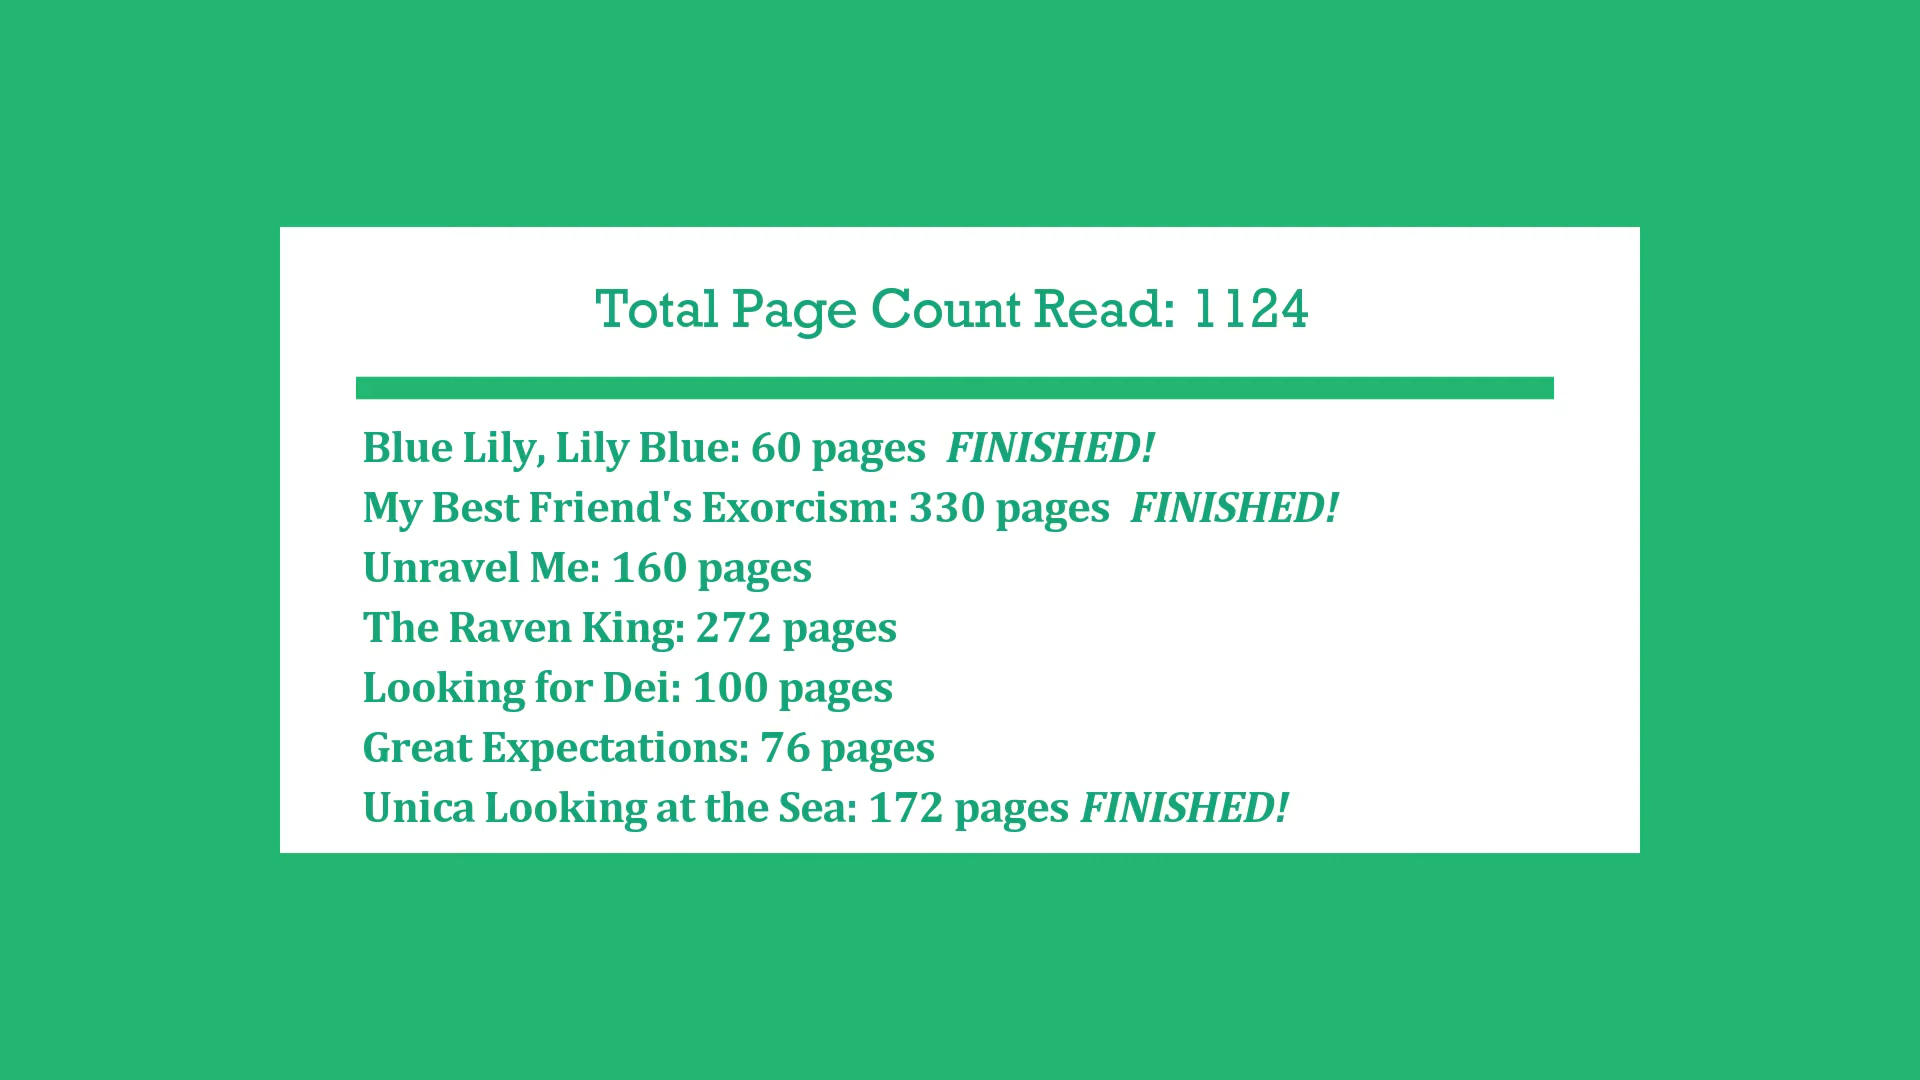 Total Page Count Read: 1124
Blue Lily, Lily Blue: 60 pages FINISHED!
My Best Friend's Exorcism: 330 pages FINISHED!
Unravel Me: 160 pages
The Raven King: 272 pages
Looking for Dei: 100 pages
Great Expectations: 76 pages
Unica Looking at the Sea: 172 pages FINISHED!